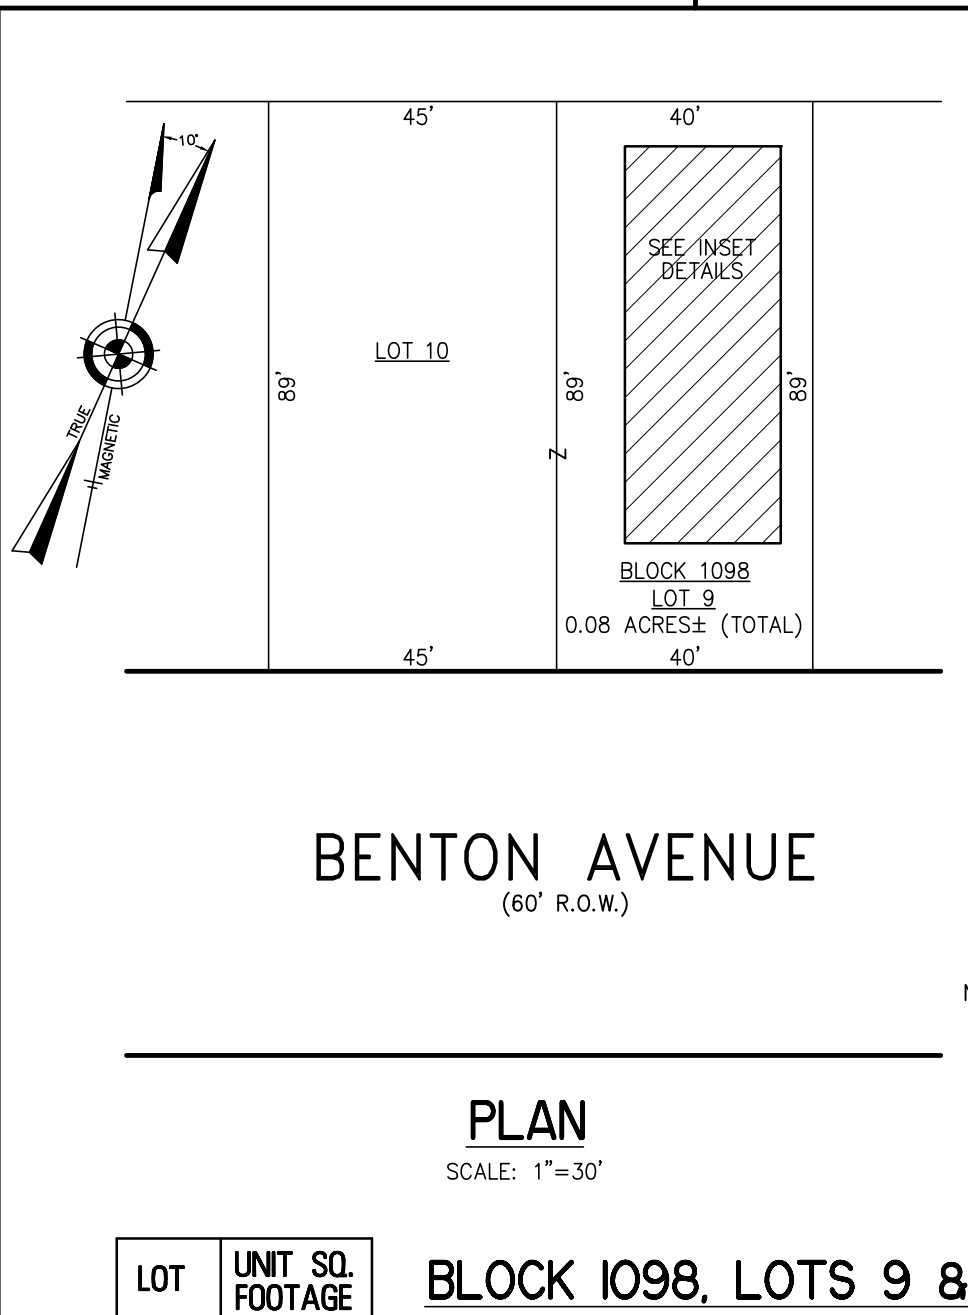 45'
40'
10°
SEE INSET
DETAILS
LOT 10
89'
89'
89'
TRUE
MAGNETIC
Z
BLOCK 1098
LOT 9
0.08 ACRES± (TOTAL)
45'
40'
BENTON AVENUE
(60' R.O.W.)
PLAN
SCALE: 1"=30'
LOT
UNIT SQ.
FOOTAGE
BLOCK 1098, LOTS 9 &